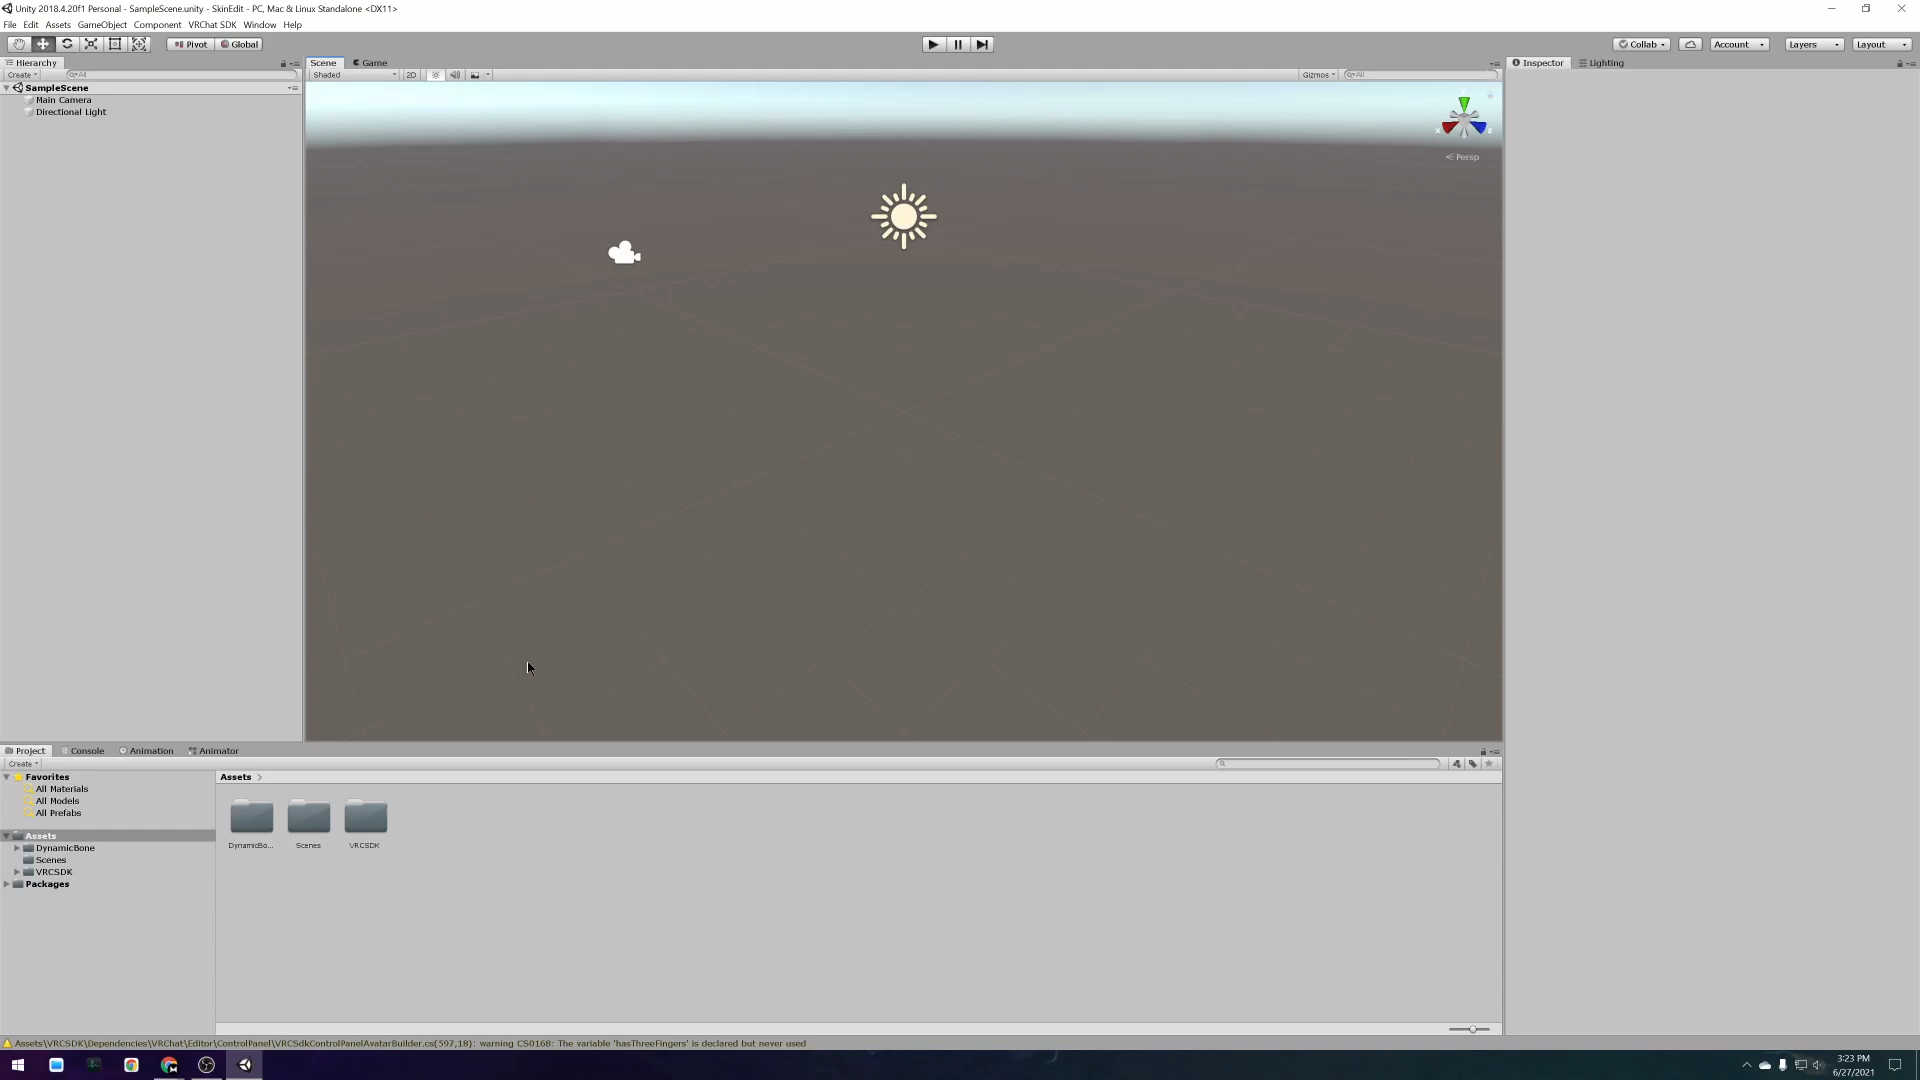 Unity 2018.4.20f1 Personal - SampleScene.unity - SkinEdit - PC, Mac & Linux Standalone <DX11>
File Edit Assets GameObject Component VRChat SDK Window Help
Pivot Global
Collab Account Layers Layout
Hierarchy
Create All
SampleScene
Main Camera
Directional Light
Scene Game
Shaded 2D Gizmos All
x z
< Persp
Inspector Lighting
Project Console Animation Animator
Create
Favorites
All Materials
All Models
All Prefabs
Assets
DynamicBone
Scenes
VRCSDK
Packages
Assets >
DynamicBo... Scenes VRCSDK
Assets\VRCSDK\Dependencies\VRChat\Editor\ControlPanel\VRCSdkControlPanelAvatarBuilder.cs(597,18): warning CS0168: The variable 'hasThreeFingers' is declared but never used
3:23 PM
6/27/2021